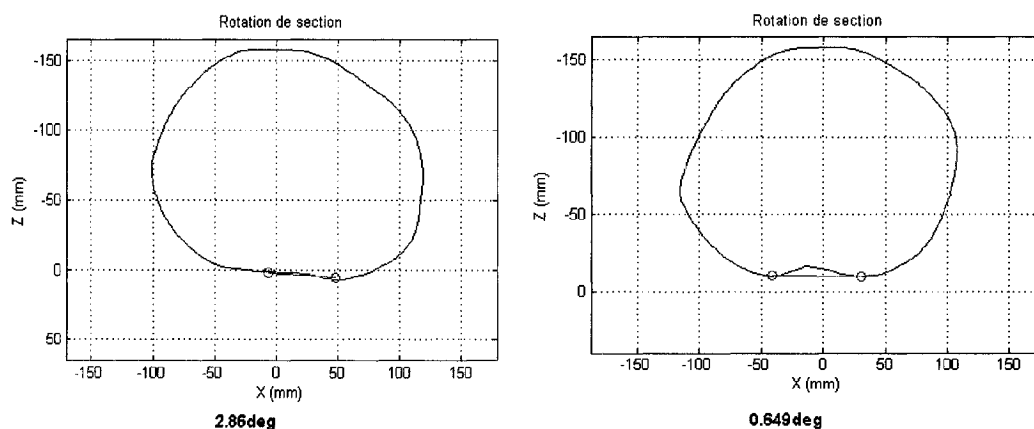 Rotation de section
-150
-100
-50
0
50
Z (mm)
-150 -100 -50 0 50 100 150
X (mm)
2.86deg
Rotation de section
-150
-100
-50
0
Z (mm)
-150 -100 -50 0 50 100 150
X (mm)
0.649deg